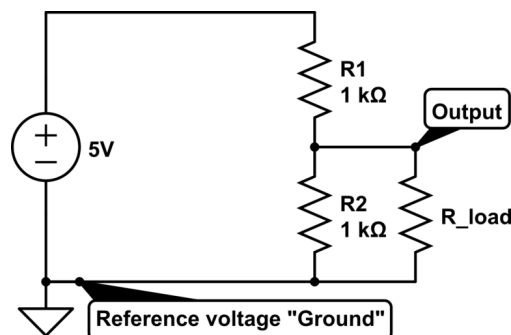 R1
1 kΩ
Output
+
−
5V
R2
1 kΩ
R_load
Reference voltage "Ground"